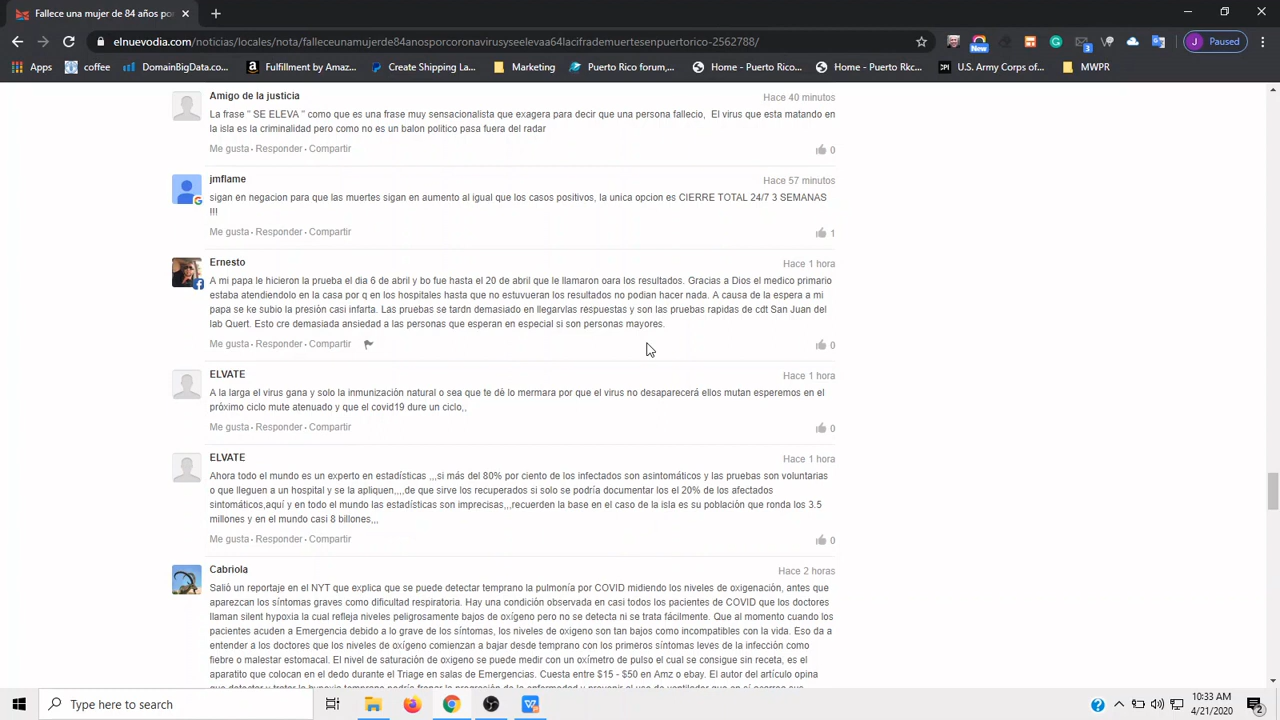 Fallece una mujer de 84 años po
elnuevodia.com/noticias/locales/nota/falleceunamujerde84anosporcoronavirusyseelevaa64lacifrademuertesenpuertorico-2562788/
New
3
J Paused
Apps
coffee
DomainBigData.co...
Fulfillment by Amaz...
Create Shipping La...
Marketing
Puerto Rico forum,...
Home - Puerto Rico...
Home - Puerto Rkc...
U.S. Army Corps of...
MWPR
Amigo de la justicia
Hace 40 minutos
La frase " SE ELEVA " como que es una frase muy sensacionalista que exagera para decir que una persona fallecio, El virus que esta matando en
la isla es la criminalidad pero como no es un balon politico pasa fuera del radar
Me gusta · Responder · Compartir
0
jmflame
Hace 57 minutos
sigan en negacion para que las muertes sigan en aumento al igual que los casos positivos, la unica opcion es CIERRE TOTAL 24/7 3 SEMANAS
!!!
Me gusta · Responder · Compartir
1
Ernesto
Hace 1 hora
A mi papa le hicieron la prueba el dia 6 de abril y bo fue hasta el 20 de abril que le llamaron oara los resultados. Gracias a Dios el medico primario
estaba atendiendolo en la casa por q en los hospitales hasta que no estuvueran los resultados no podian hacer nada. A causa de la espera a mi
papa se ke subio la presiòn casi infarta. Las pruebas se tardn demasiado en llegarvlas respuestas y son las pruebas rapidas de cdt San Juan del
lab Quert. Esto cre demasiada ansiedad a las personas que esperan en especial si son personas mayores.
Me gusta · Responder · Compartir
0
ELVATE
Hace 1 hora
A la larga el virus gana y solo la inmunización natural o sea que te dé lo mermara por que el virus no desaparecerá ellos mutan esperemos en el
próximo ciclo mute atenuado y que el covid19 dure un ciclo,,
Me gusta · Responder · Compartir
0
ELVATE
Hace 1 hora
Ahora todo el mundo es un experto en estadísticas ,,,si más del 80% por ciento de los infectados son asintomáticos y las pruebas son voluntarias
o que lleguen a un hospital y se la apliquen,,,,de que sirve los recuperados si solo se podría documentar los el 20% de los afectados
sintomáticos,aquí y en todo el mundo las estadísticas son imprecisas,,,recuerden la base en el caso de la isla es su población que ronda los 3.5
millones y en el mundo casi 8 billones,,,
Me gusta · Responder · Compartir
0
Cabriola
Hace 2 horas
Salió un reportaje en el NYT que explica que se puede detectar temprano la pulmonía por COVID midiendo los niveles de oxigenación, antes que
aparezcan los síntomas graves como dificultad respiratoria. Hay una condición observada en casi todos los pacientes de COVID que los doctores
llaman silent hypoxia la cual refleja niveles peligrosamente bajos de oxígeno pero no se detecta ni se trata fácilmente. Que al momento cuando los
pacientes acuden a Emergencia debido a lo grave de los síntomas, los niveles de oxigeno son tan bajos como incompatibles con la vida. Eso da a
entender a los doctores que los niveles de oxígeno comienzan a bajar desde temprano con los primeros síntomas leves de la infección como
fiebre o malestar estomacal. El nivel de saturación de oxigeno se puede medir con un oxímetro de pulso el cual se consigue sin receta, es el
aparatito que colocan en el dedo durante el Triage en salas de Emergencias. Cuesta entre $15 - $50 en Amz o ebay. El autor del artículo opina
Type here to search
10:33 AM
4/21/2020
2